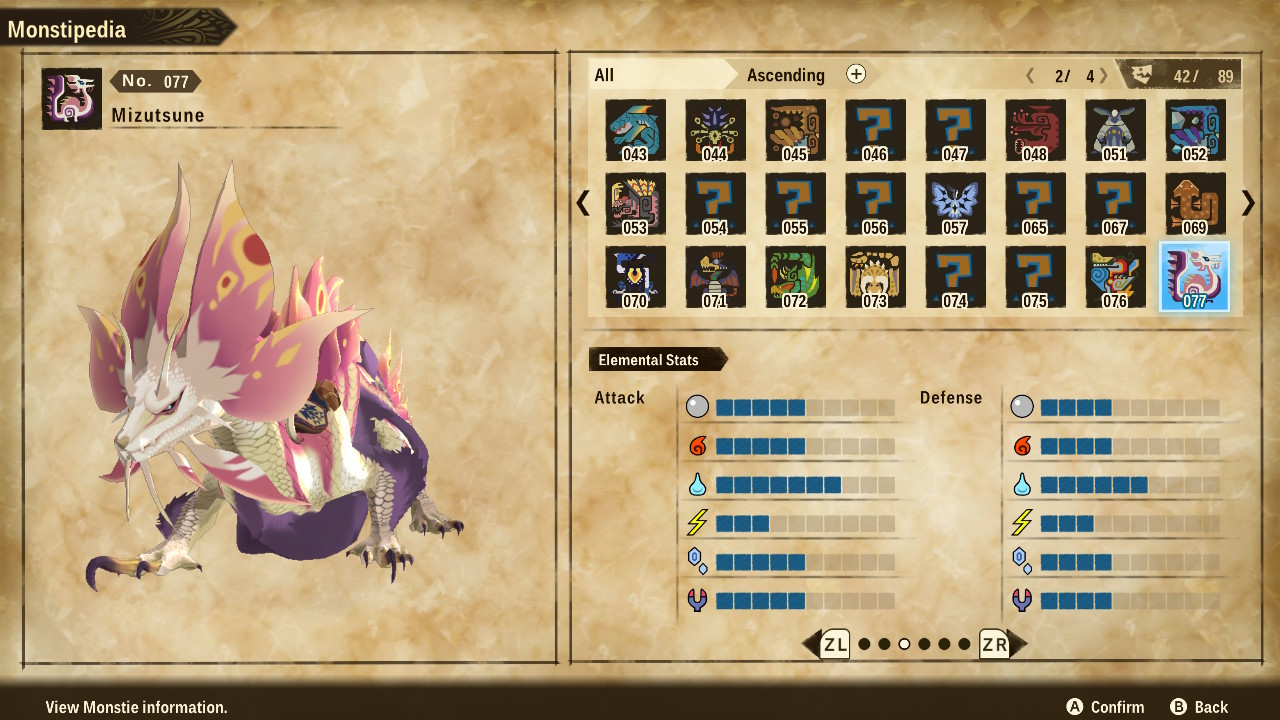 Monstipedia
No. 077
Mizutsune
All
Ascending
2/ 4
42/ 89
043 044 045 046 047 048 051 052
053 054 055 056 057 065 067 069
070 071 072 073 074 075 076 077
Elemental Stats
Attack
Defense
ZL
ZR
View Monstie information.
A Confirm
B Back